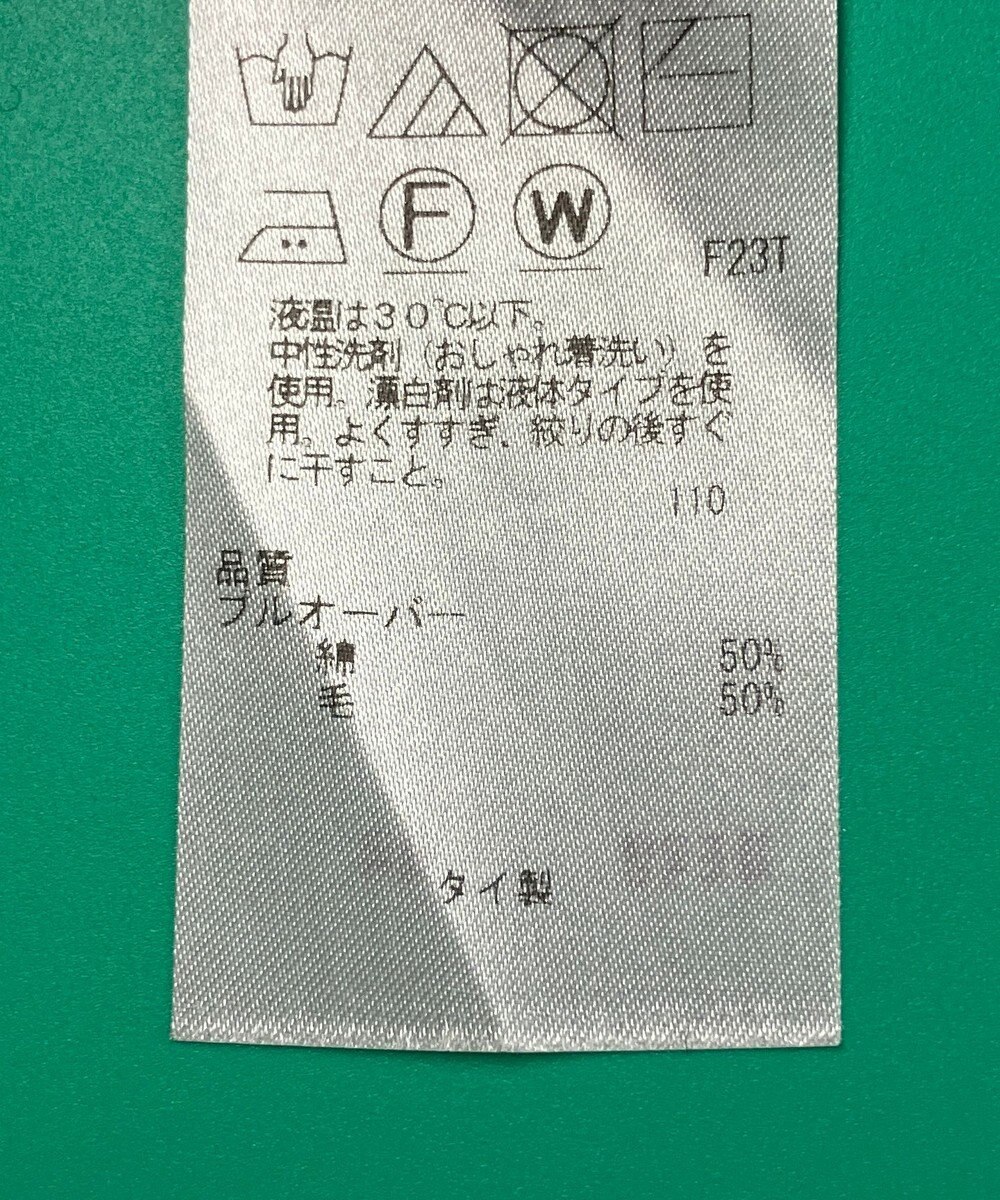 F W
F23T
液温は30℃以下。
中性洗剤(おしゃれ着洗い)を
使用。漂白剤は液体タイプを使
用。よくすすぎ、絞りの後すぐ
に干すこと。
110
品質
プルオーバー
綿 50%
毛 50%
タイ製